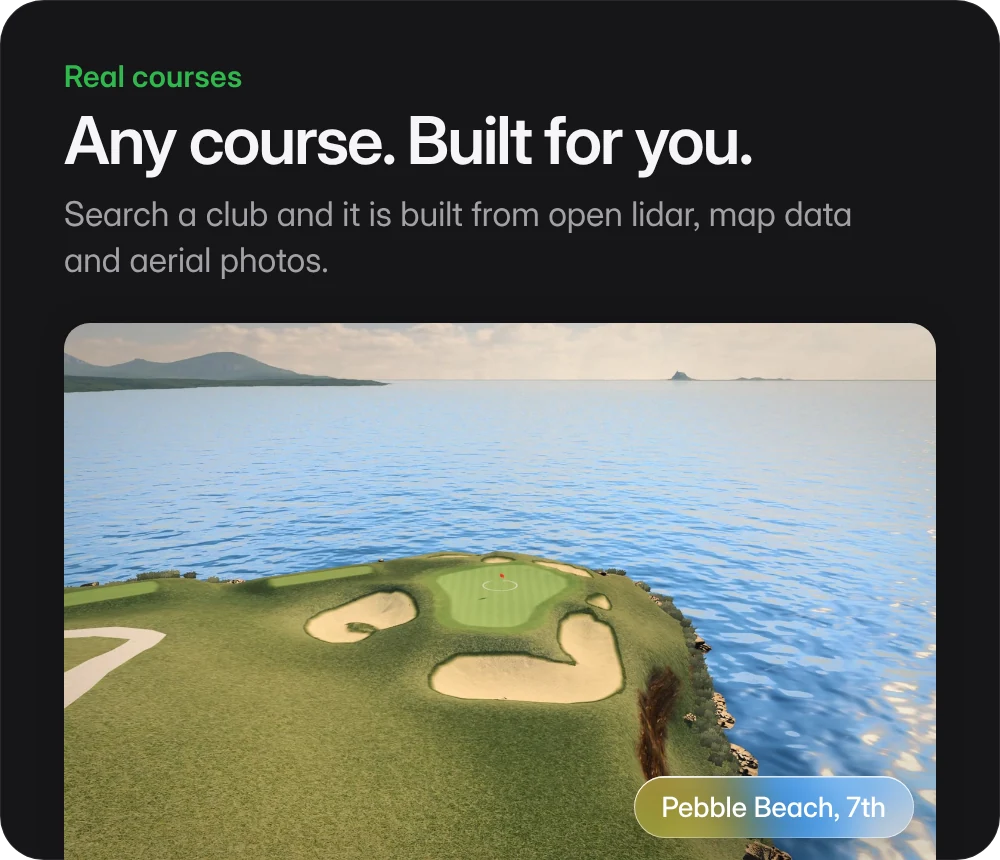 Real courses
Any course. Built for you.
Search a club and it is built from open lidar, map data
and aerial photos.
Pebble Beach, 7th